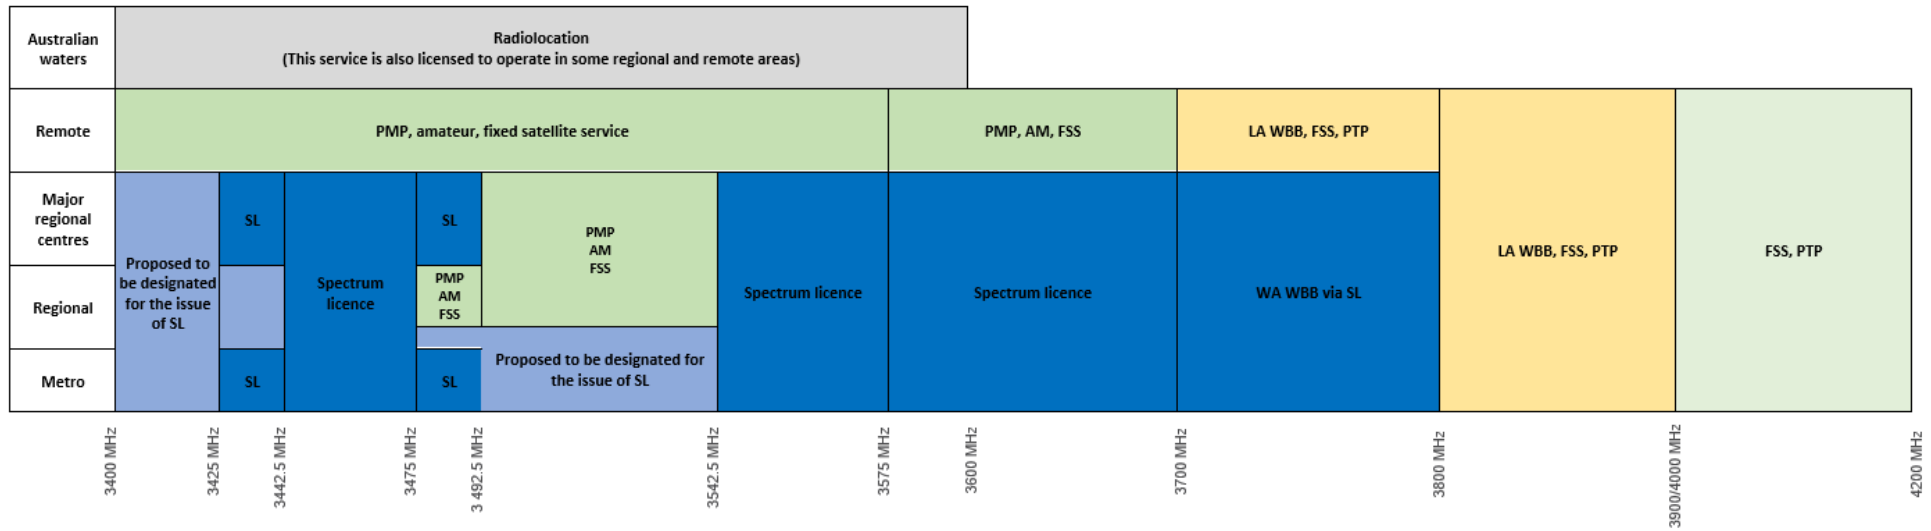 Australian
waters
Radiolocation
(This service is also licensed to operate in some regional and remote areas)
Remote
PMP, amateur, fixed satellite service
PMP, AM, FSS
LA WBB, FSS, PTP
Major
regional
centres
SL
SL
PMP
AM
FSS
LA WBB, FSS, PTP
FSS, PTP
Proposed to
be designated
for the issue
of SL
Spectrum
licence
PMP
AM
FSS
Spectrum licence
Spectrum licence
WA WBB via SL
Regional
Proposed to be designated for
the issue of SL
Metro
SL
SL
3400 MHz
3425 MHz
3442.5 MHz
3475 MHz
3 492.5 MHz
3542.5 MHz
3575 MHz
3600 MHz
3700 MHz
3800 MHz
3900/4000 MHz
4200 MHz